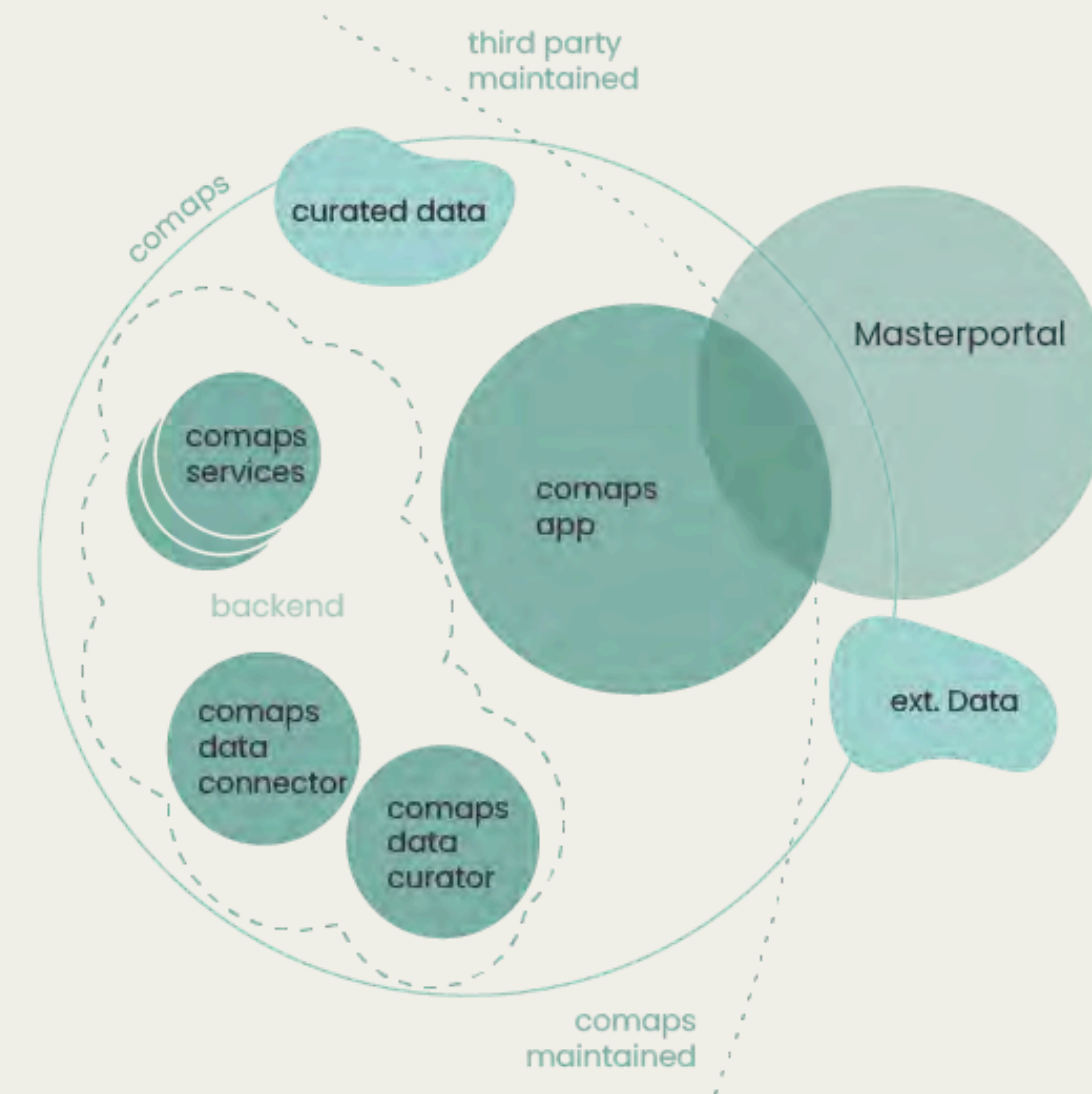 third party
maintained
comaps
curated data
Masterportal
comaps
services
comaps
app
backend
comaps
data
connector
ext. Data
comaps
data
curator
comaps
maintained